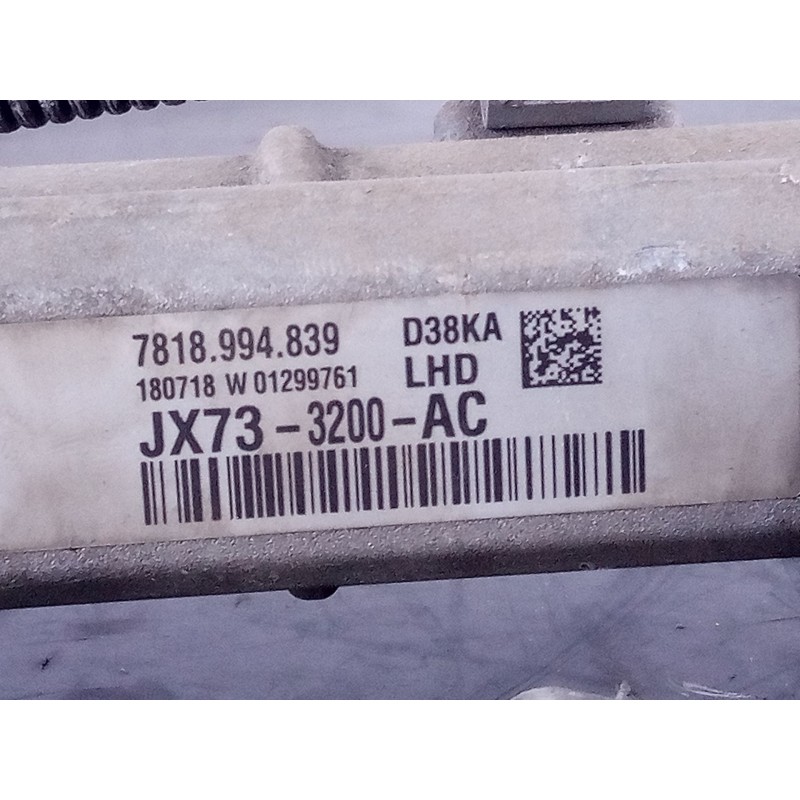 7818.994.839 D38KA
180718 W 01299761 LHD
JX73-3200-AC